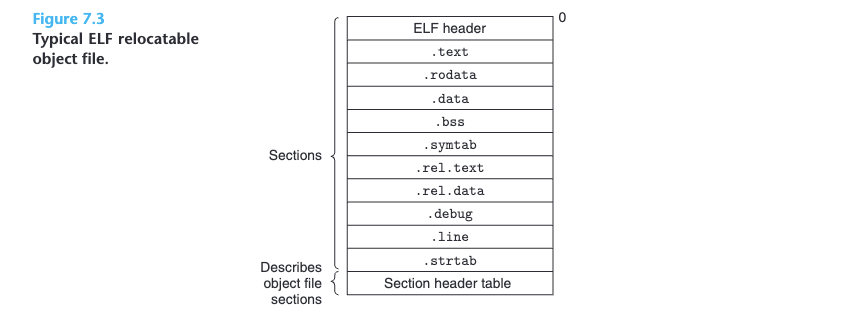 Figure 7.3
Typical ELF relocatable
object file.
0
ELF header
.text
.rodata
.data
.bss
Sections
.symtab
.rel.text
.rel.data
.debug
.line
.strtab
Describes
object file
sections
Section header table